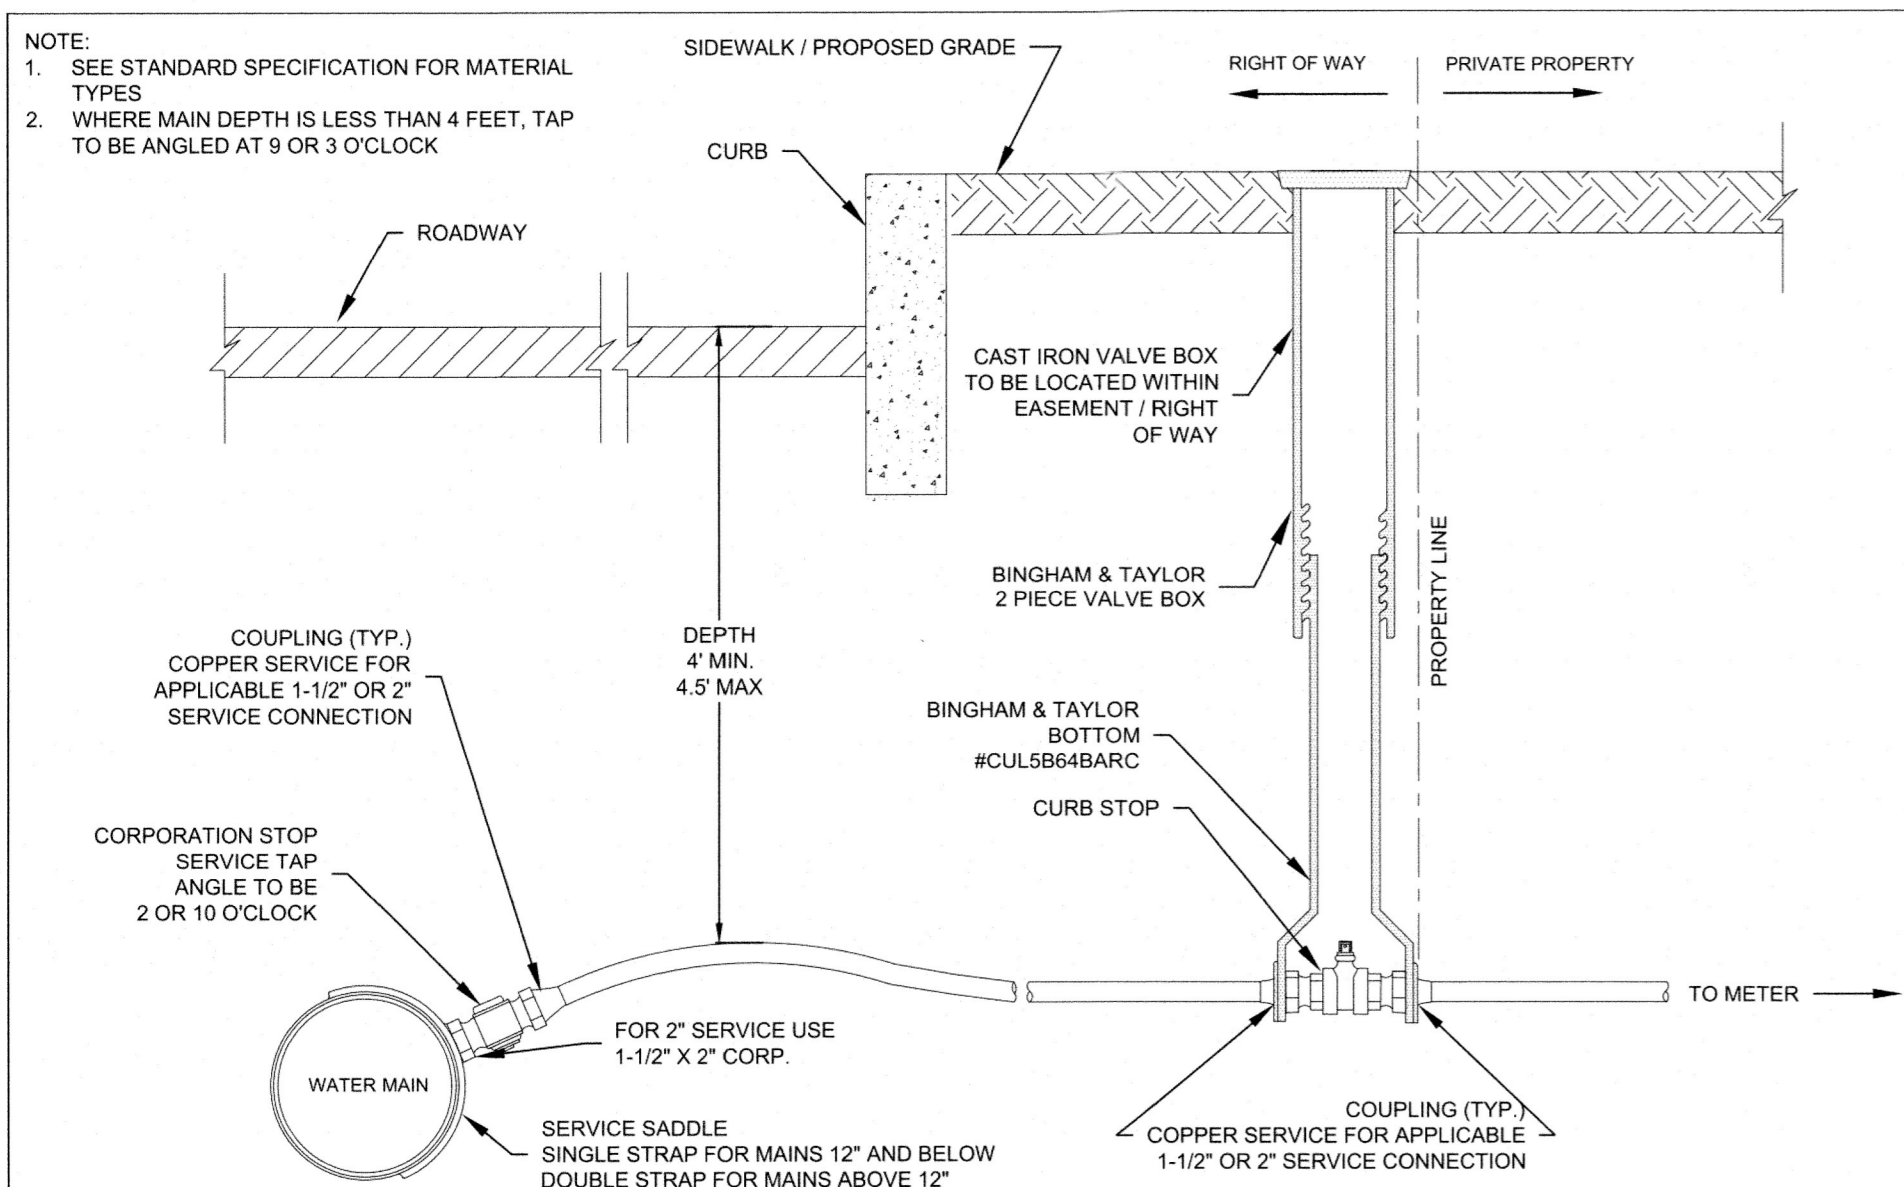 NOTE:
1. SEE STANDARD SPECIFICATION FOR MATERIAL
TYPES
2. WHERE MAIN DEPTH IS LESS THAN 4 FEET, TAP
TO BE ANGLED AT 9 OR 3 O'CLOCK
SIDEWALK / PROPOSED GRADE
RIGHT OF WAY
PRIVATE PROPERTY
CURB
ROADWAY
CAST IRON VALVE BOX
TO BE LOCATED WITHIN
EASEMENT / RIGHT
OF WAY
BINGHAM & TAYLOR
2 PIECE VALVE BOX
PROPERTY LINE
COUPLING (TYP.)
COPPER SERVICE FOR
APPLICABLE 1-1/2" OR 2"
SERVICE CONNECTION
DEPTH
4' MIN.
4.5' MAX
BINGHAM & TAYLOR
BOTTOM
#CUL5B64BARC
CURB STOP
CORPORATION STOP
SERVICE TAP
ANGLE TO BE
2 OR 10 O'CLOCK
TO METER
FOR 2" SERVICE USE
1-1/2" X 2" CORP.
WATER MAIN
SERVICE SADDLE
SINGLE STRAP FOR MAINS 12" AND BELOW
DOUBLE STRAP FOR MAINS ABOVE 12"
COUPLING (TYP.)
COPPER SERVICE FOR APPLICABLE
1-1/2" OR 2" SERVICE CONNECTION